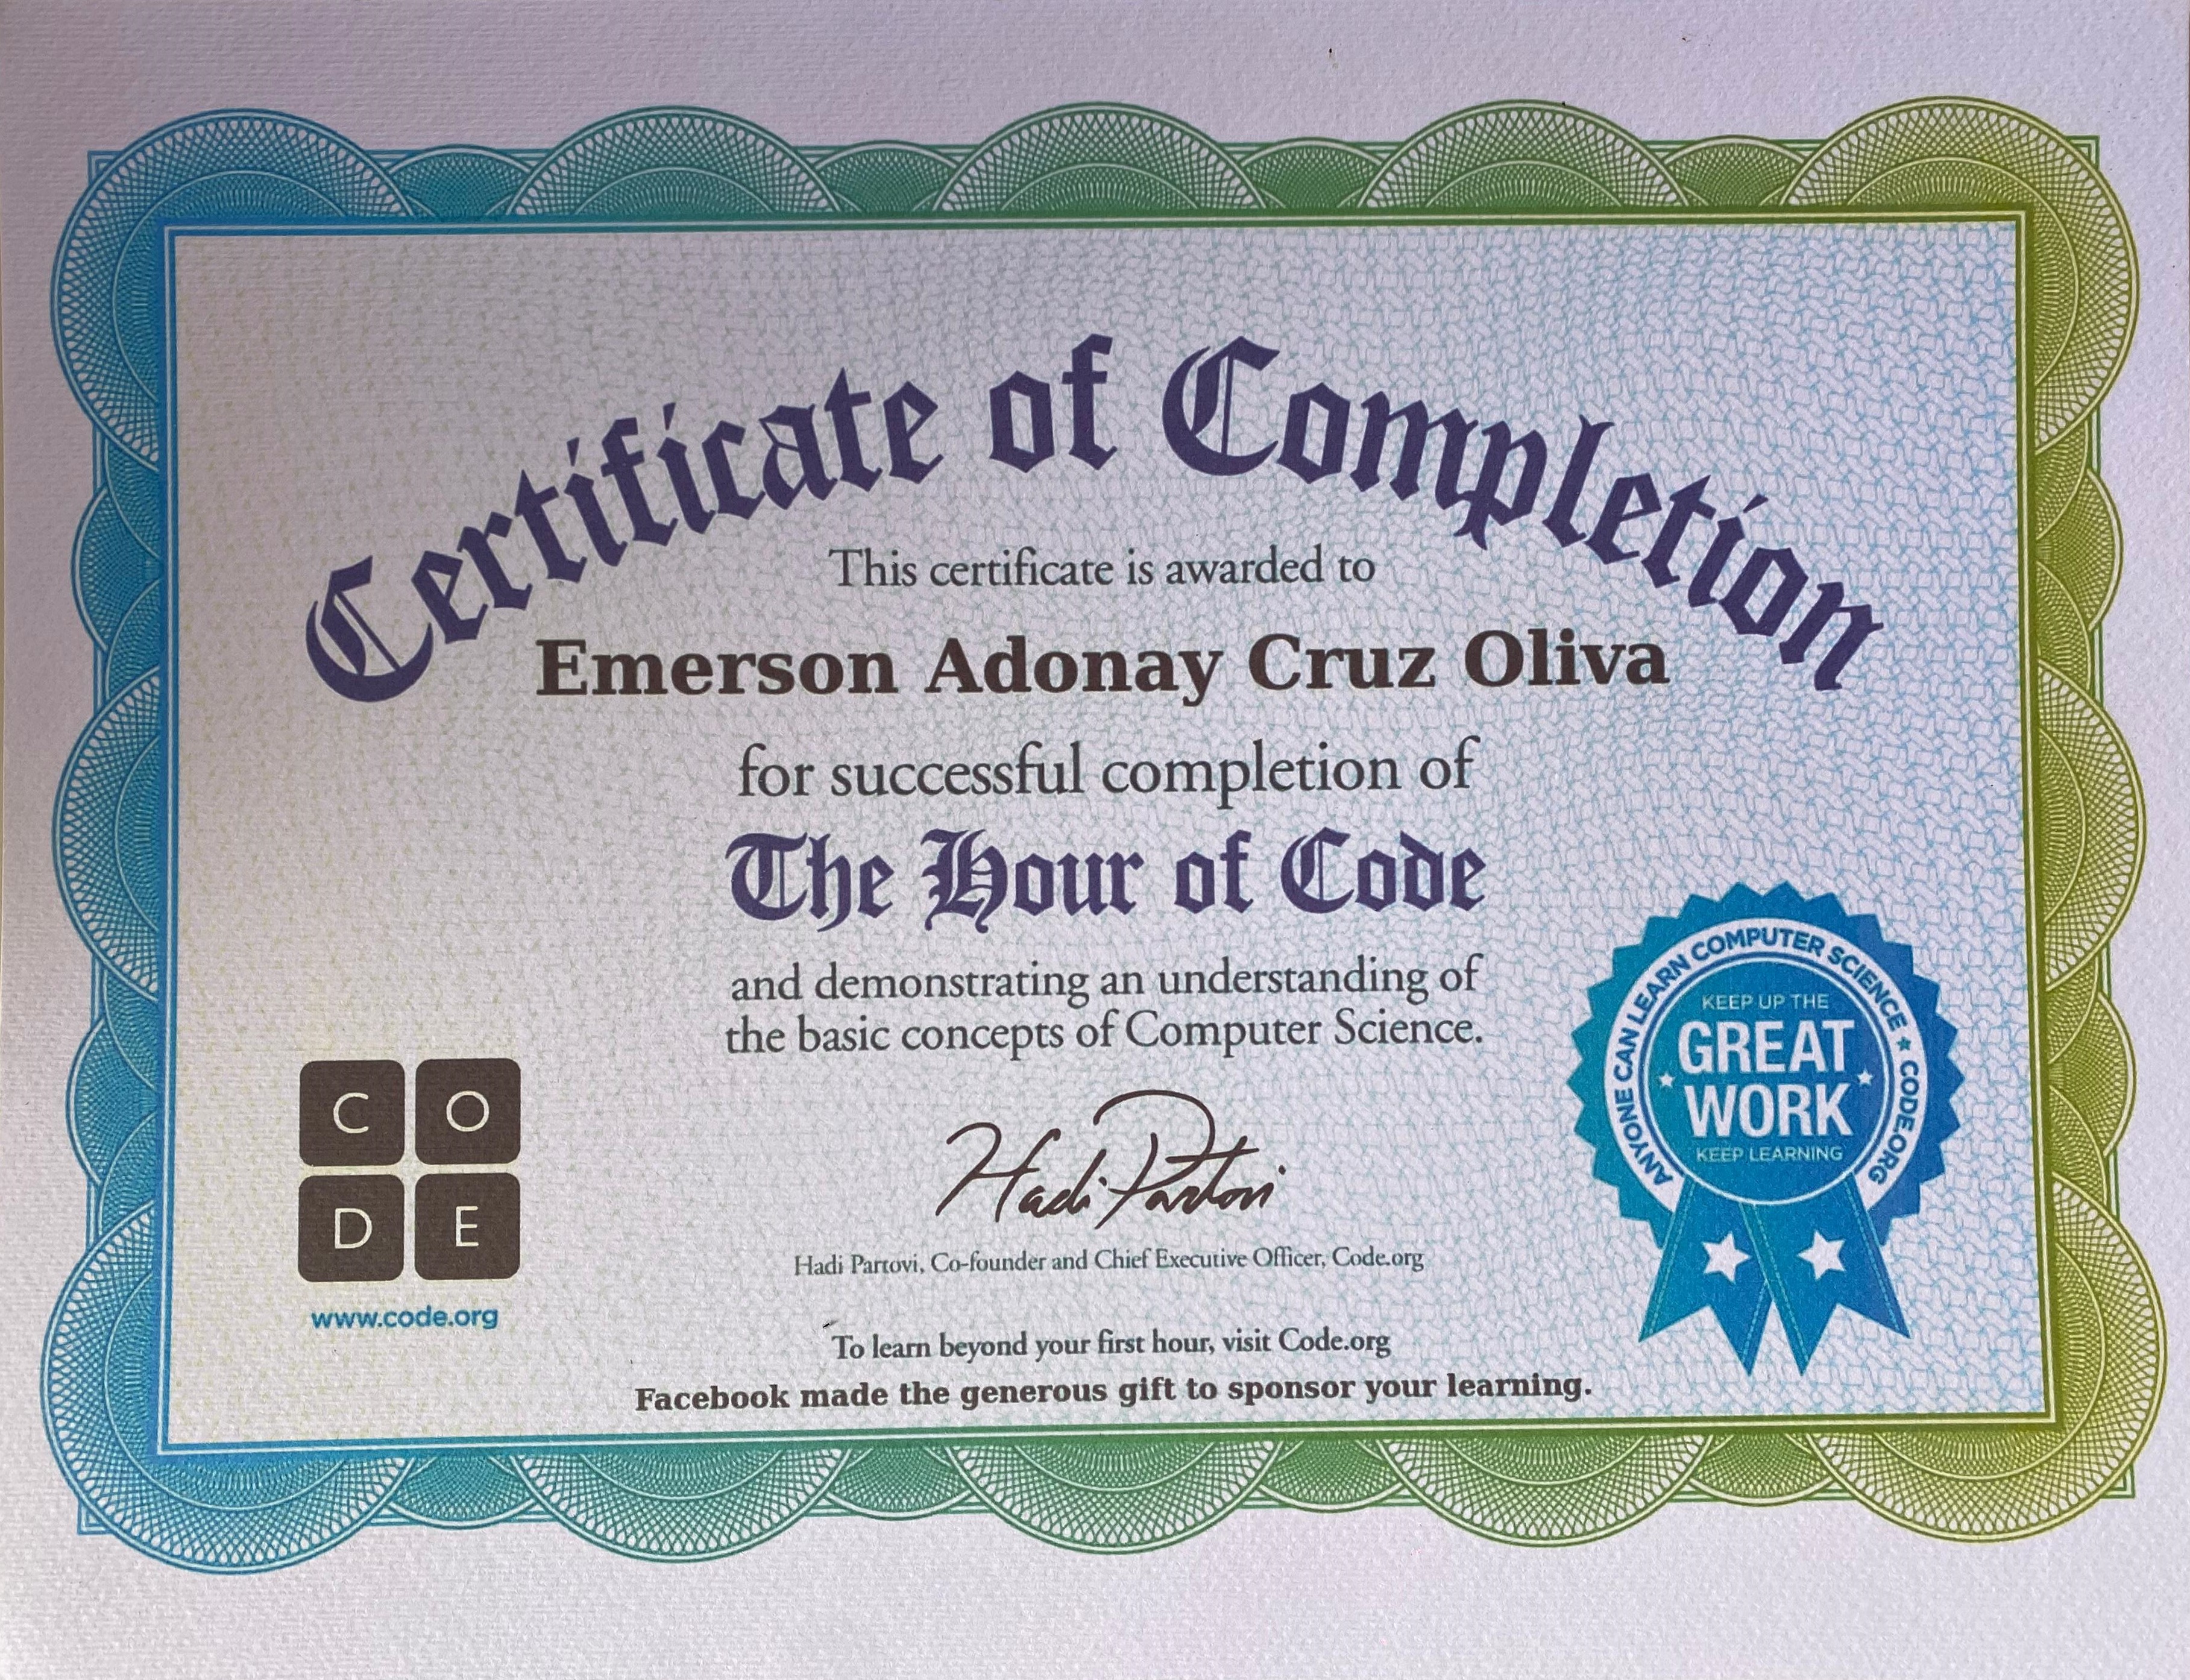 Certificate of Completion
This certificate is awarded to
Emerson Adonay Cruz Oliva
for successful completion of
The Hour of Code
and demonstrating an understanding of
the basic concepts of Computer Science.
C O
D E
www.code.org
Hadi Partovi
Hadi Partovi, Co-founder and Chief Executive Officer, Code.org
To learn beyond your first hour, visit Code.org
Facebook made the generous gift to sponsor your learning.
ANYONE CAN LEARN COMPUTER SCIENCE ★ CODE.ORG
KEEP UP THE
GREAT
WORK
KEEP LEARNING